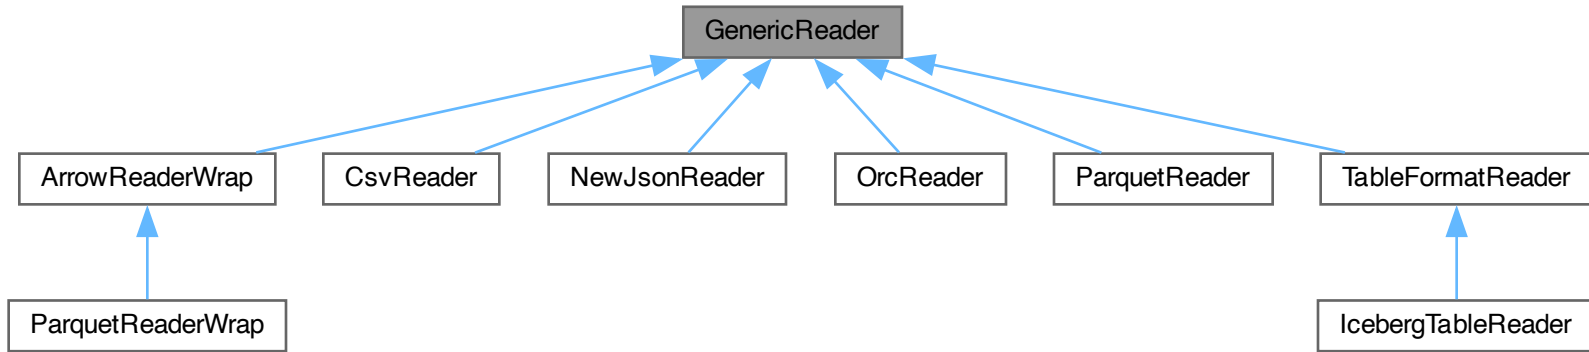 GenericReader
ArrowReaderWrap
CsvReader
NewJsonReader
OrcReader
ParquetReader
TableFormatReader
ParquetReaderWrap
IcebergTableReader